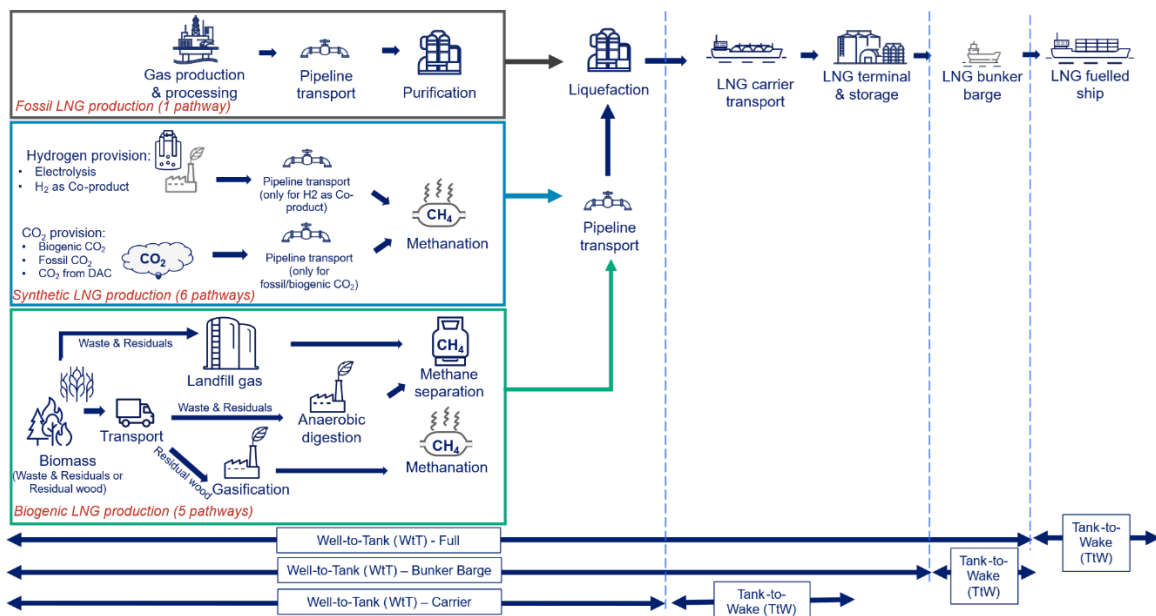 Gas production
& processing
Pipeline
transport
Purification
Fossil LNG production (1 pathway)
Liquefaction
LNG carrier
transport
LNG terminal
& storage
LNG bunker
barge
LNG fuelled
ship
Hydrogen provision:
• Electrolysis
• H₂ as Co-product
Pipeline transport
(only for H2 as Co-
product)
CH₄
Methanation
CO₂ provision:
• Biogenic CO₂
• Fossil CO₂
• CO₂ from DAC
CO₂
Pipeline transport
(only for
fossil/biogenic CO₂)
Synthetic LNG production (6 pathways)
Pipeline
transport
Waste & Residuals
Landfill gas
CH₄
Methane
separation
Waste & Residuals
Anaerobic
digestion
Transport
Biomass
(Waste & Residuals or
Residual wood)
Residual wood
Gasification
CH₄
Methanation
Biogenic LNG production (5 pathways)
Well-to-Tank (WtT) - Full
Tank-to-
Wake
(TtW)
Well-to-Tank (WtT) – Bunker Barge
Tank-to-
Wake
(TtW)
Well-to-Tank (WtT) – Carrier
Tank-to-
Wake (TtW)